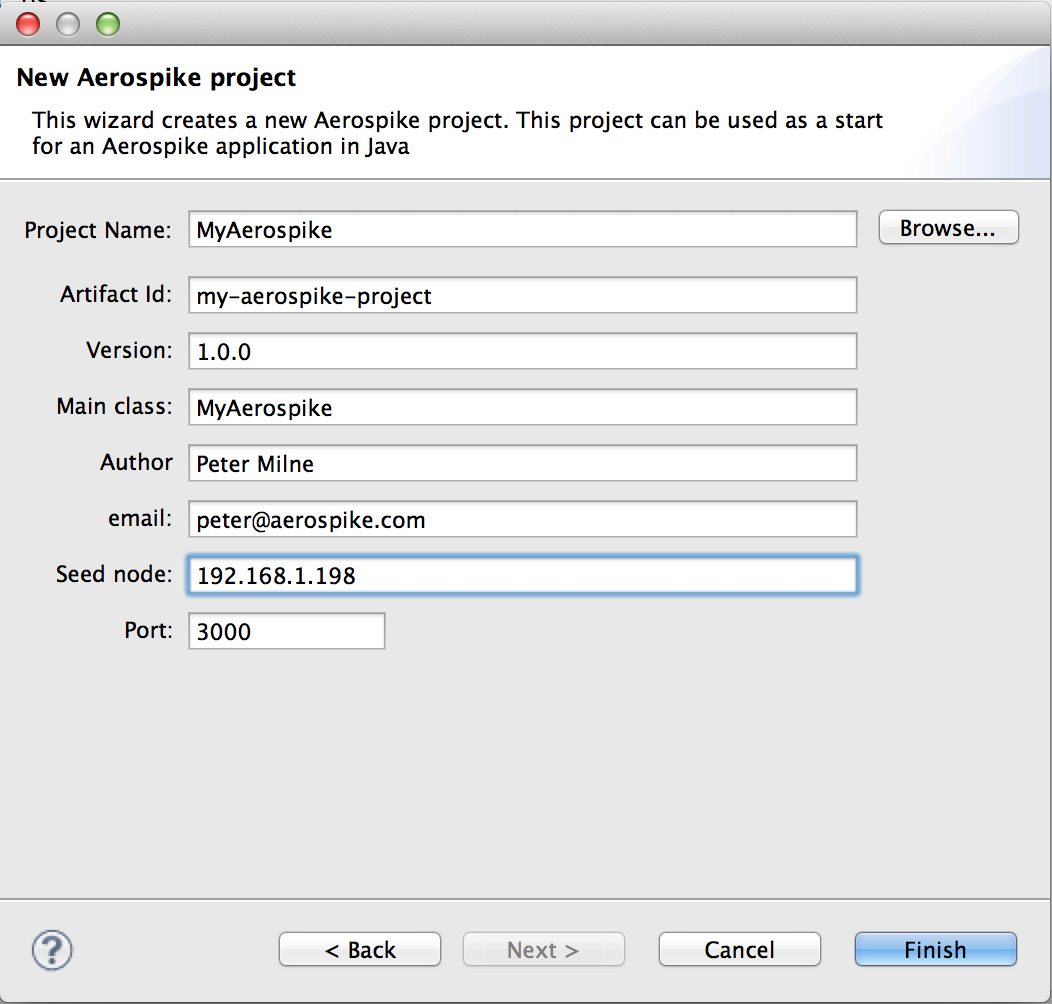 New Aerospike project
This wizard creates a new Aerospike project. This project can be used as a start
for an Aerospike application in Java
Project Name: MyAerospike Browse...
Artifact Id: my-aerospike-project
Version: 1.0.0
Main class: MyAerospike
Author Peter Milne
email: peter@aerospike.com
Seed node: 192.168.1.198
Port: 3000
? < Back Next > Cancel Finish